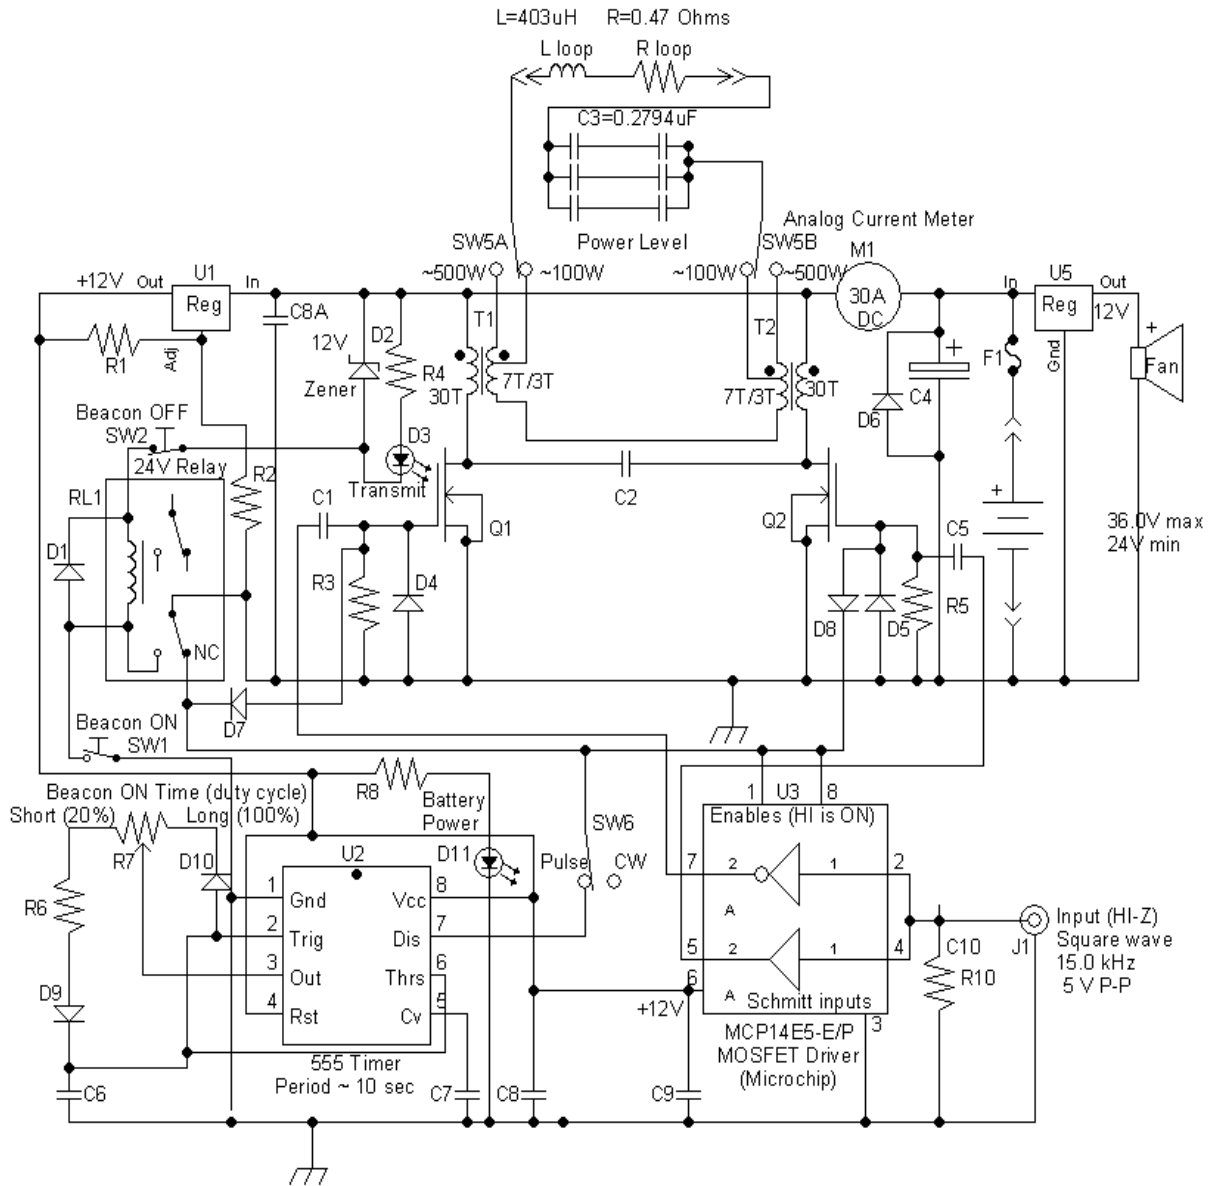 L=403uH R=0.47 Ohms
L loop R loop
C3=0.2794uF
Analog Current Meter
SW5A Power Level SW5B M1
~500W ~100W ~100W ~500W
+12V Out U1 In In U5 Out
Reg 30A Reg 12V
DC
C8A T1 T2
12V D2 + +
R1 Adj F1 Gnd
R4 7T/3T 7T/3T 30T Fan
Zener 30T C4
D6
Beacon OFF
SW2 D3
24V Relay
R2 Transmit C2
RL1 +
C1 Q1 Q2 C5 36.0V max
24V min
D1
R3 D4 R5
D8 D5
NC
D7
Beacon ON
SW1
R8
Beacon ON Time (duty cycle) Battery 1 U3 8
Short (20%) Long (100%) Power Enables (HI is ON)
SW6
R7 D10 U2 D11 Pulse CW 7 2 1 2
1 Gnd Vcc 8
R6 A
2 Trig Dis 7 5 2 1 4 C10 J1 Input (HI-Z)
Square wave
15.0 kHz
5 V P-P
3 Out Thrs 6 6 R10
D9 A
4 Rst Cv 5 +12V Schmitt inputs
3
MCP14E5-E/P
555 Timer MOSFET Driver
Period ~ 10 sec (Microchip)
C6 C7 C8 C9